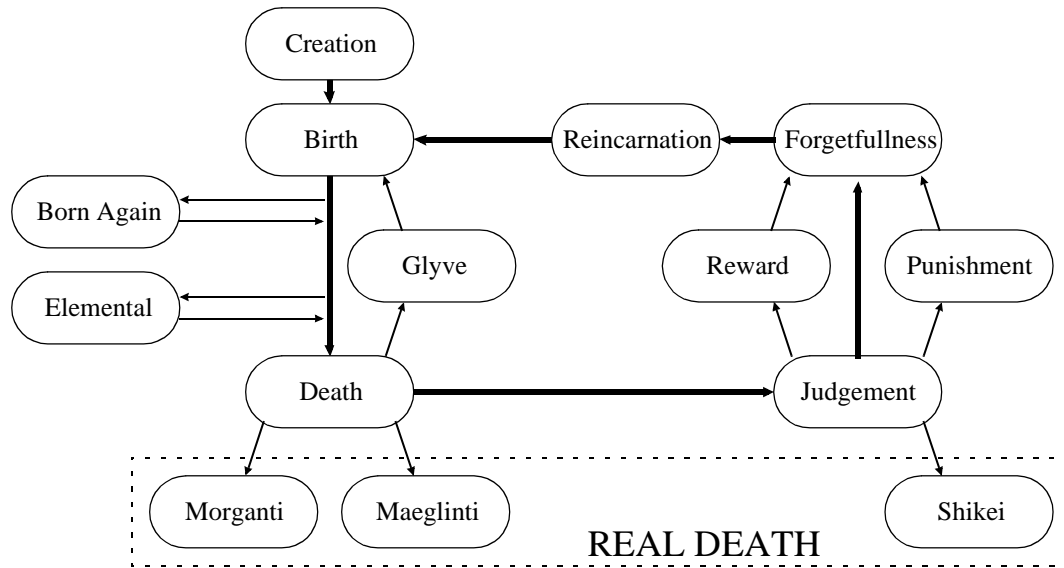 Creation
Birth
Reincarnation
Forgetfullness
Born Again
Glyve
Reward
Punishment
Elemental
Death
Judgement
Morganti
Maeglinti
Shikei
REAL DEATH